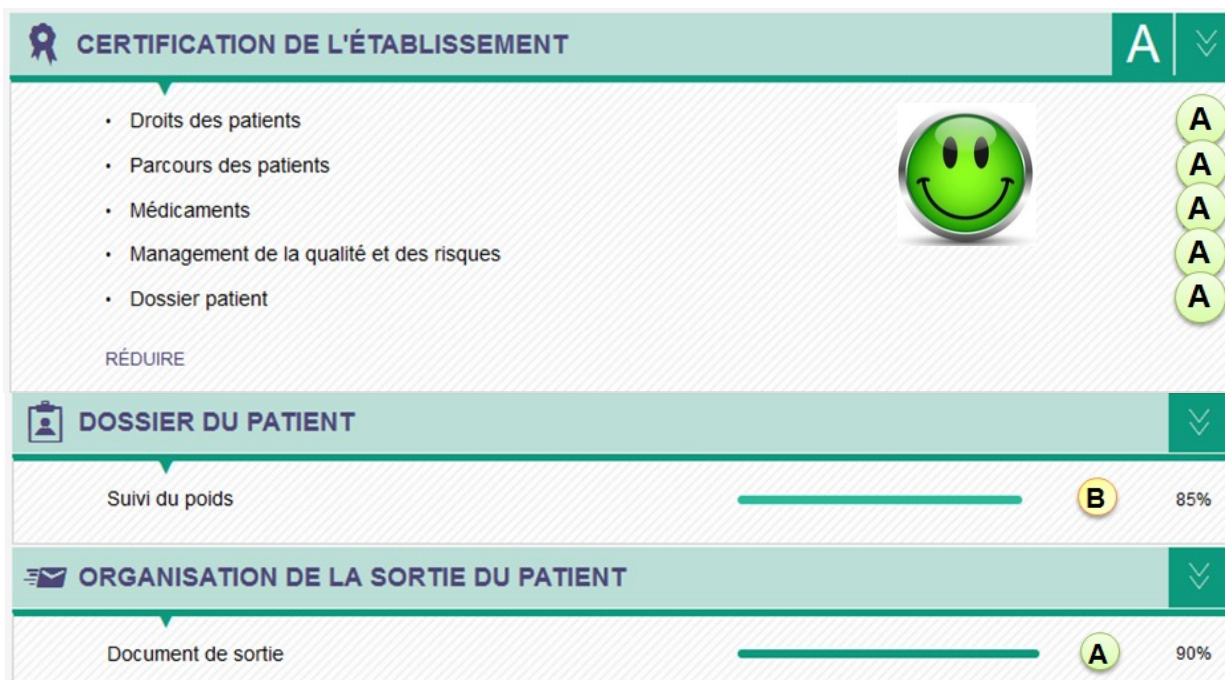 CERTIFICATION DE L'ÉTABLISSEMENT A
• Droits des patients A
• Parcours des patients A
• Médicaments A
• Management de la qualité et des risques A
• Dossier patient A
RÉDUIRE
DOSSIER DU PATIENT
Suivi du poids B 85%
ORGANISATION DE LA SORTIE DU PATIENT
Document de sortie A 90%